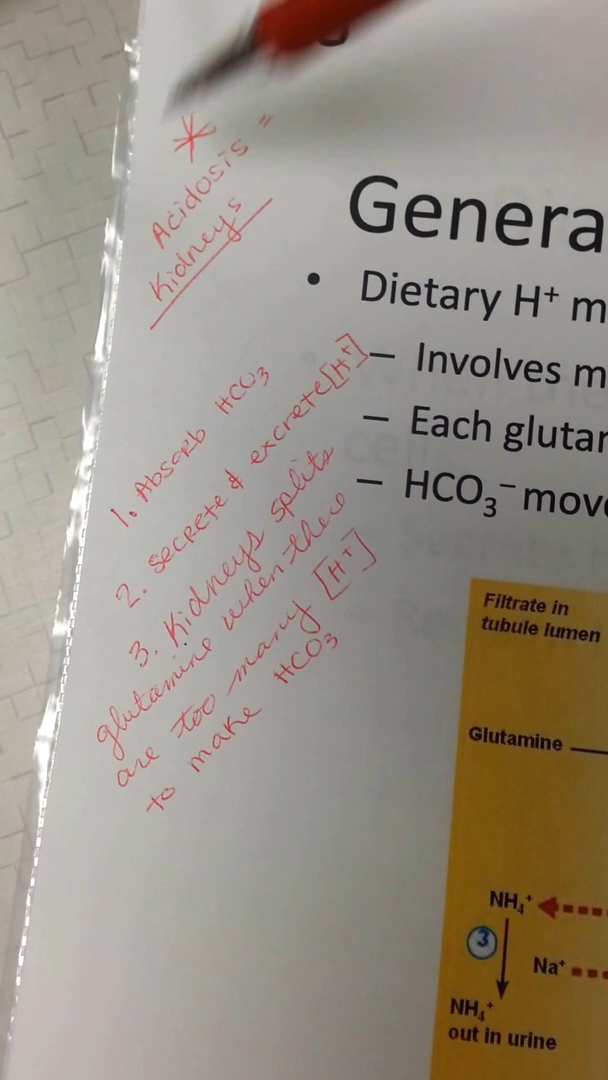 *
Acidosis =
Kidneys
1. Absorb HCO3
2. Secrete & excrete [H+]
3. Kidneys splits
glutamine when there
are too many [H+]
to make HCO3
Genera
• Dietary H+ m
– Involves m
– Each glutar
– HCO3− move
Filtrate in
tubule lumen
Glutamine
NH4+
3
Na+
NH4+
out in urine